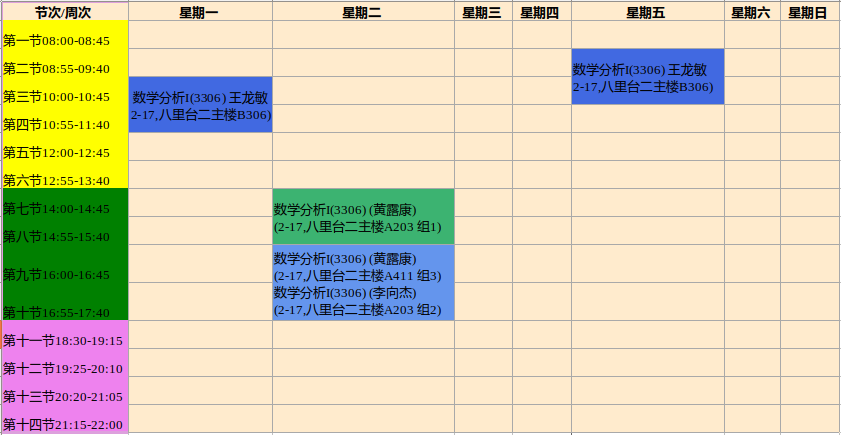 节次/周次 星期一 星期二 星期三 星期四 星期五 星期六 星期日
第一节08:00-08:45
第二节08:55-09:40
数学分析I(3306) 王龙敏
2-17,八里台二主楼B306)
第三节10:00-10:45
数学分析I(3306) 王龙敏
2-17,八里台二主楼B306)
第四节10:55-11:40
第五节12:00-12:45
第六节12:55-13:40
第七节14:00-14:45
数学分析I(3306) (黄露康)
(2-17,八里台二主楼A203 组1)
第八节14:55-15:40
第九节16:00-16:45
数学分析I(3306) (黄露康)
(2-17,八里台二主楼A411 组3)
数学分析I(3306) (李向杰)
(2-17,八里台二主楼A203 组2)
第十节16:55-17:40
第十一节18:30-19:15
第十二节19:25-20:10
第十三节20:20-21:05
第十四节21:15-22:00